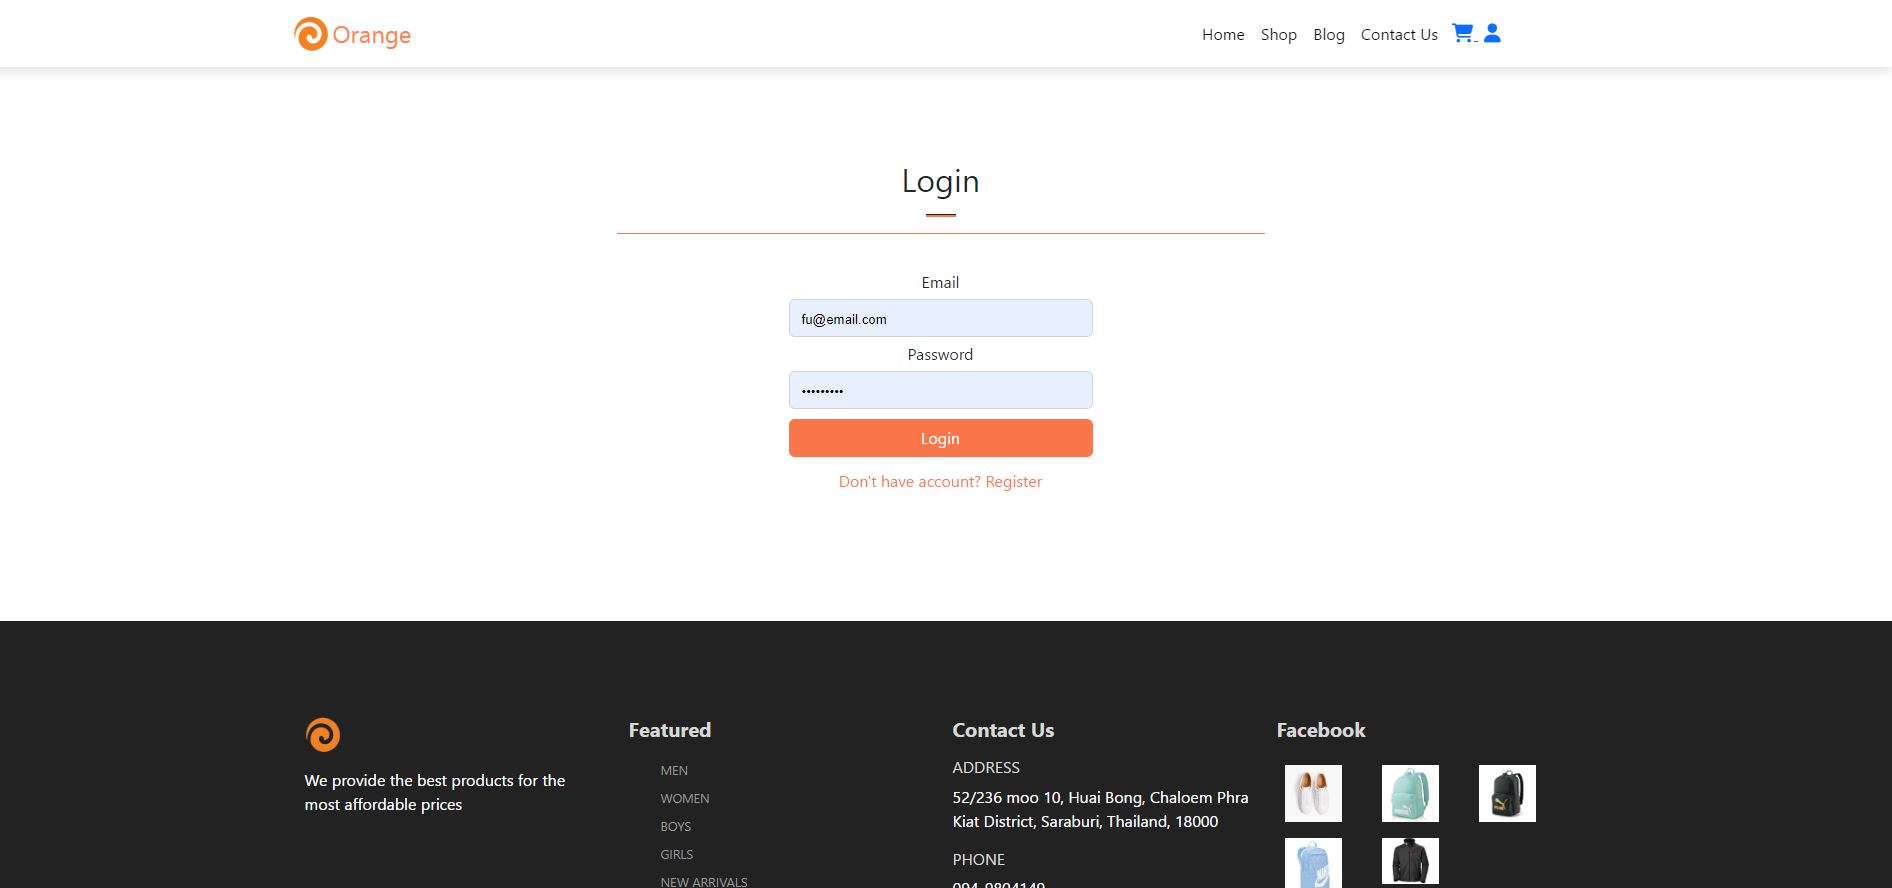 Orange
Home
Shop
Blog
Contact Us
Login
Email
fu@email.com
Password
•••••••••
Login
Don't have account? Register
We provide the best products for the
most affordable prices
Featured
MEN
WOMEN
BOYS
GIRLS
NEW ARRIVALS
Contact Us
ADDRESS
52/236 moo 10, Huai Bong, Chaloem Phra
Kiat District, Saraburi, Thailand, 18000
PHONE
094-9804149
Facebook